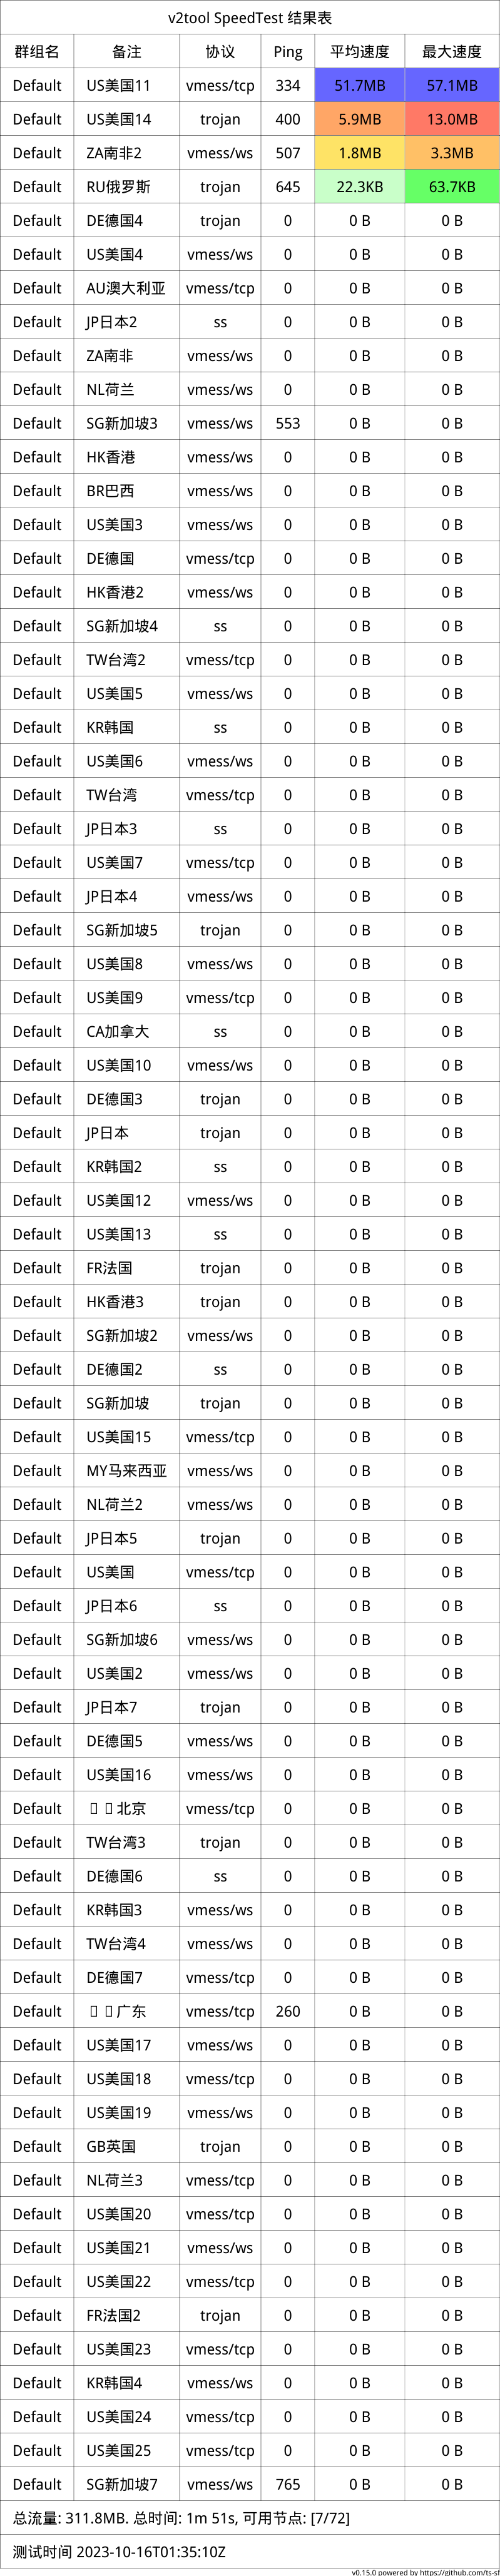 v2tool SpeedTest 结果表
群组名 备注 协议 Ping 平均速度 最大速度
Default US美国11 vmess/tcp 334 51.7MB 57.1MB
Default US美国14 trojan 400 5.9MB 13.0MB
Default ZA南非2 vmess/ws 507 1.8MB 3.3MB
Default RU俄罗斯 trojan 645 22.3KB 63.7KB
Default DE德国4 trojan 0 0 B 0 B
Default US美国4 vmess/ws 0 0 B 0 B
Default AU澳大利亚 vmess/tcp 0 0 B 0 B
Default JP日本2 ss 0 0 B 0 B
Default ZA南非 vmess/ws 0 0 B 0 B
Default NL荷兰 vmess/ws 0 0 B 0 B
Default SG新加坡3 vmess/ws 553 0 B 0 B
Default HK香港 vmess/ws 0 0 B 0 B
Default BR巴西 vmess/ws 0 0 B 0 B
Default US美国3 vmess/ws 0 0 B 0 B
Default DE德国 vmess/tcp 0 0 B 0 B
Default HK香港2 vmess/ws 0 0 B 0 B
Default SG新加坡4 ss 0 0 B 0 B
Default TW台湾2 vmess/tcp 0 0 B 0 B
Default US美国5 vmess/ws 0 0 B 0 B
Default KR韩国 ss 0 0 B 0 B
Default US美国6 vmess/ws 0 0 B 0 B
Default TW台湾 vmess/tcp 0 0 B 0 B
Default JP日本3 ss 0 0 B 0 B
Default US美国7 vmess/tcp 0 0 B 0 B
Default JP日本4 vmess/ws 0 0 B 0 B
Default SG新加坡5 trojan 0 0 B 0 B
Default US美国8 vmess/ws 0 0 B 0 B
Default US美国9 vmess/tcp 0 0 B 0 B
Default CA加拿大 ss 0 0 B 0 B
Default US美国10 vmess/ws 0 0 B 0 B
Default DE德国3 trojan 0 0 B 0 B
Default JP日本 trojan 0 0 B 0 B
Default KR韩国2 ss 0 0 B 0 B
Default US美国12 vmess/ws 0 0 B 0 B
Default US美国13 ss 0 0 B 0 B
Default FR法国 trojan 0 0 B 0 B
Default HK香港3 trojan 0 0 B 0 B
Default SG新加坡2 vmess/ws 0 0 B 0 B
Default DE德国2 ss 0 0 B 0 B
Default SG新加坡 trojan 0 0 B 0 B
Default US美国15 vmess/tcp 0 0 B 0 B
Default MY马来西亚 vmess/ws 0 0 B 0 B
Default NL荷兰2 vmess/ws 0 0 B 0 B
Default JP日本5 trojan 0 0 B 0 B
Default US美国 vmess/tcp 0 0 B 0 B
Default JP日本6 ss 0 0 B 0 B
Default SG新加坡6 vmess/ws 0 0 B 0 B
Default US美国2 vmess/ws 0 0 B 0 B
Default JP日本7 trojan 0 0 B 0 B
Default DE德国5 vmess/ws 0 0 B 0 B
Default US美国16 vmess/ws 0 0 B 0 B
Default 北京 vmess/tcp 0 0 B 0 B
Default TW台湾3 trojan 0 0 B 0 B
Default DE德国6 ss 0 0 B 0 B
Default KR韩国3 vmess/ws 0 0 B 0 B
Default TW台湾4 vmess/ws 0 0 B 0 B
Default DE德国7 vmess/tcp 0 0 B 0 B
Default 广东 vmess/tcp 260 0 B 0 B
Default US美国17 vmess/ws 0 0 B 0 B
Default US美国18 vmess/tcp 0 0 B 0 B
Default US美国19 vmess/ws 0 0 B 0 B
Default GB英国 trojan 0 0 B 0 B
Default NL荷兰3 vmess/tcp 0 0 B 0 B
Default US美国20 vmess/tcp 0 0 B 0 B
Default US美国21 vmess/ws 0 0 B 0 B
Default US美国22 vmess/tcp 0 0 B 0 B
Default FR法国2 trojan 0 0 B 0 B
Default US美国23 vmess/tcp 0 0 B 0 B
Default KR韩国4 vmess/ws 0 0 B 0 B
Default US美国24 vmess/tcp 0 0 B 0 B
Default US美国25 vmess/tcp 0 0 B 0 B
Default SG新加坡7 vmess/ws 765 0 B 0 B
总流量: 311.8MB. 总时间: 1m 51s, 可用节点: [7/72]
测试时间 2023-10-16T01:35:10Z
v0.15.0 powered by https://github.com/ts-sf